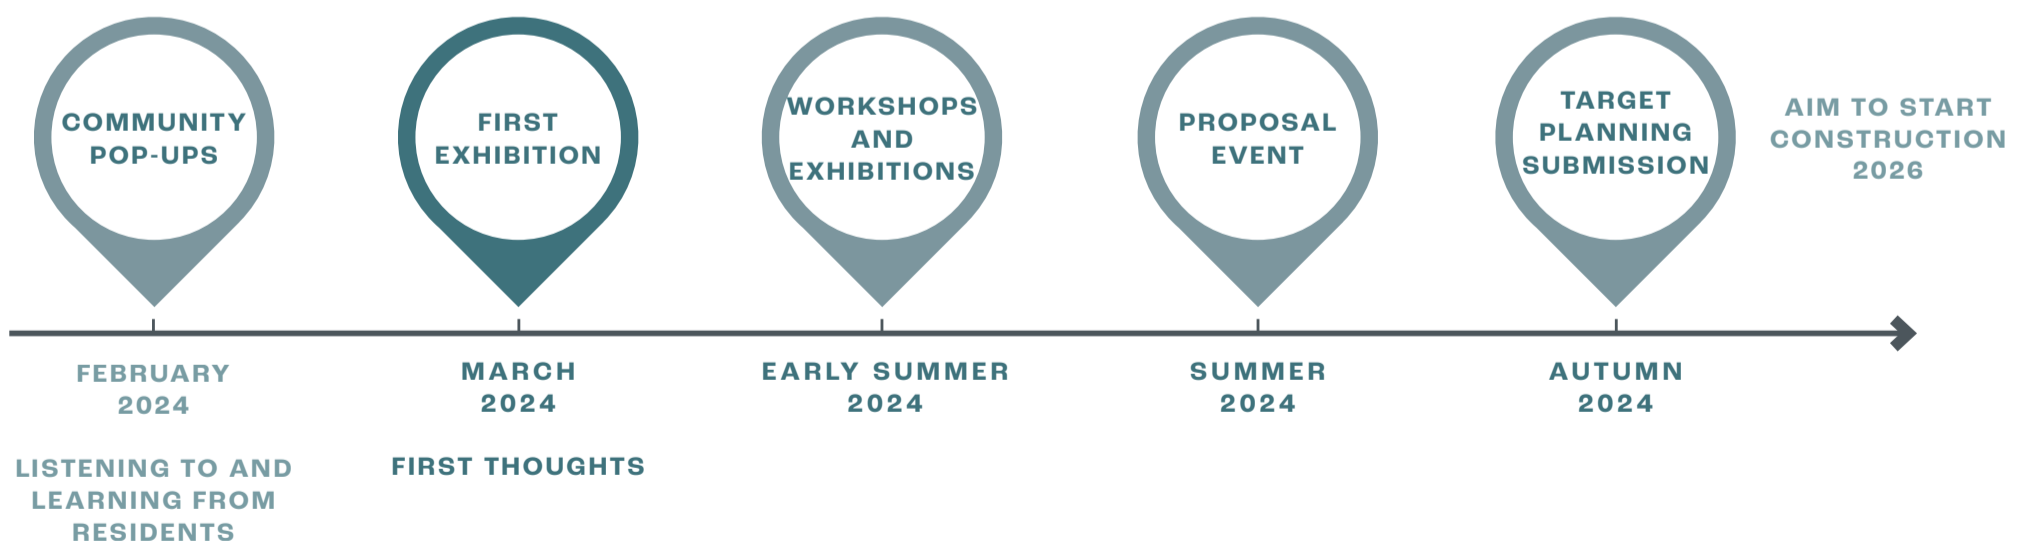 COMMUNITY
POP-UPS
FIRST
EXHIBITION
WORKSHOPS
AND
EXHIBITIONS
PROPOSAL
EVENT
TARGET
PLANNING
SUBMISSION
AIM TO START
CONSTRUCTION
2026
FEBRUARY
2024
LISTENING TO AND
LEARNING FROM
RESIDENTS
MARCH
2024
FIRST THOUGHTS
EARLY SUMMER
2024
SUMMER
2024
AUTUMN
2024